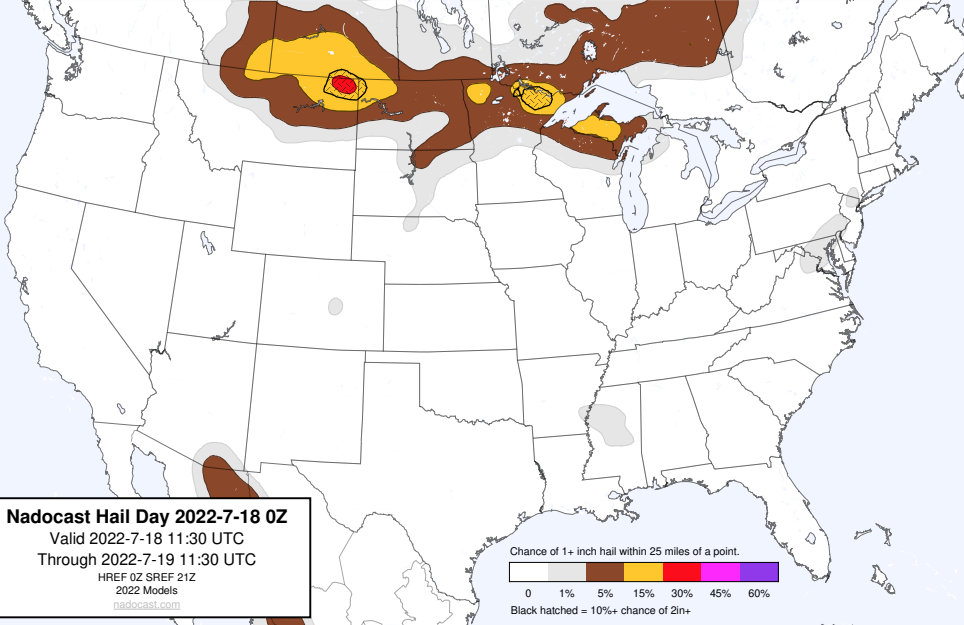 Nadocast Hail Day 2022-7-18 0Z
Valid 2022-7-18 11:30 UTC
Through 2022-7-19 11:30 UTC
HREF 0Z SREF 21Z
2022 Models
nadocast.com
Chance of 1+ inch hail within 25 miles of a point.
0 1% 5% 15% 30% 45% 60%
Black hatched = 10%+ chance of 2in+